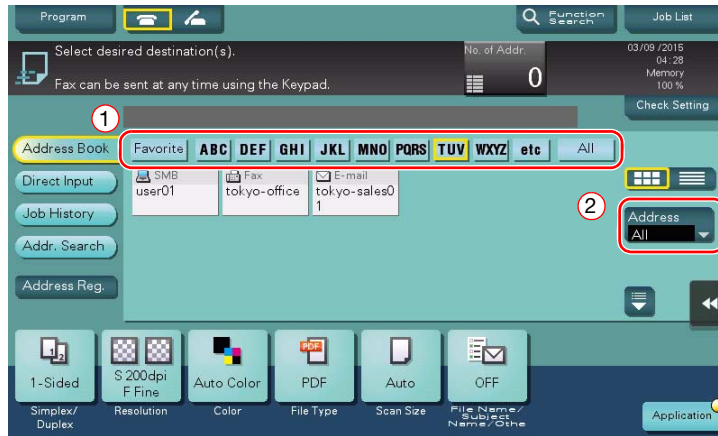 Program
Function
Search
Job List
Select desired destination(s).
Fax can be sent at any time using the Keypad.
No. of Addr.
0
03/09 /2015
04:28
Memory
100 %
Check Setting
1
Address Book
Favorite ABC DEF GHI JKL MNO PQRS TUV WXYZ etc All
Direct Input
Job History
Addr. Search
Address Reg.
SMB
user01
Fax
tokyo-office
E-mail
tokyo-sales0
1
2
Address
All
1-Sided
Simplex/
Duplex
S 200dpi
F Fine
Resolution
Auto Color
Color
PDF
PDF
File Type
Auto
Scan Size
OFF
File Name/
Subject
Name/Othe
Application